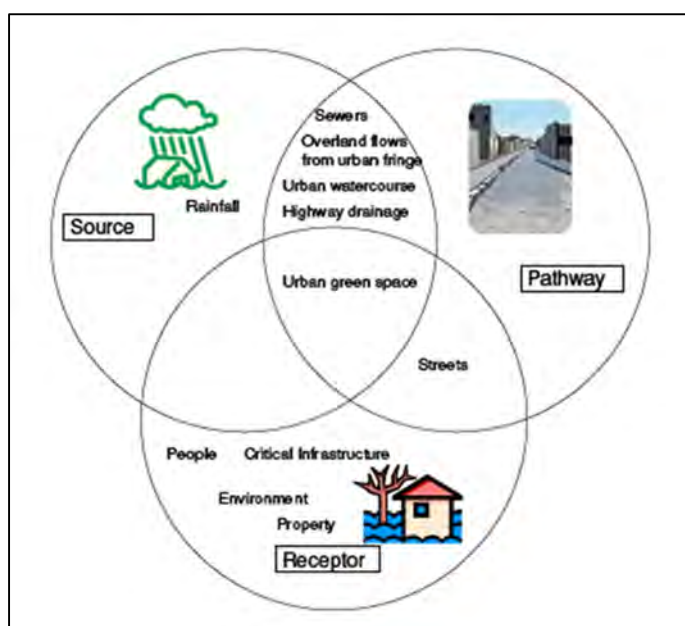 Sewers
Overland flows
from urban fringe
Urban watercourse
Highway drainage
Rainfall
Source
Urban green space
Pathway
Streets
People Critical Infrastructure
Environment
Property
Receptor